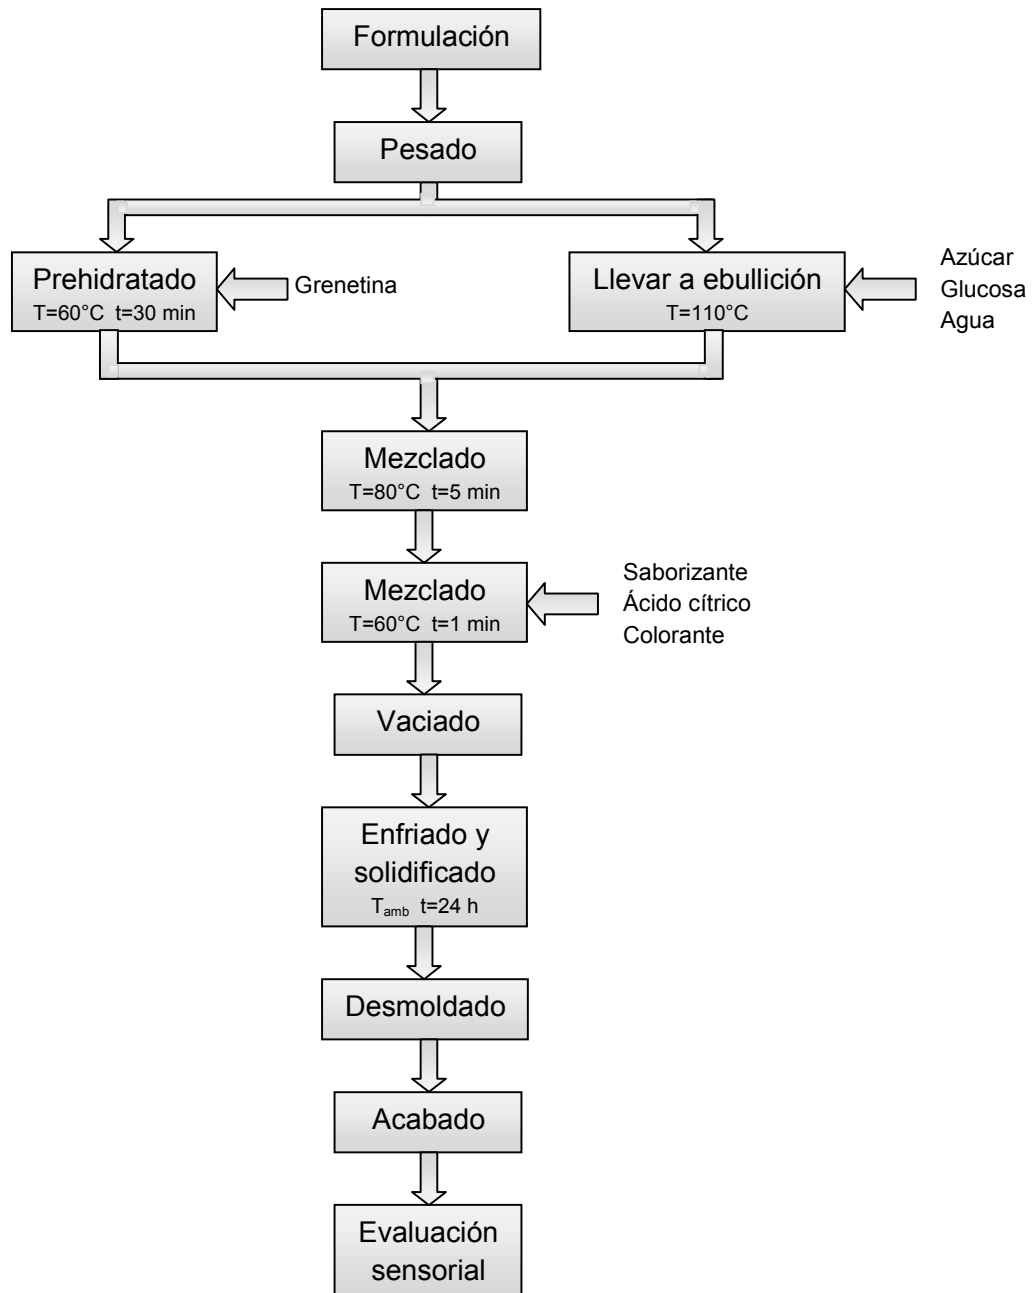 Formulación
Pesado
Prehidratado
T=60°C t=30 min
Grenetina
Llevar a ebullición
T=110°C
Azúcar
Glucosa
Agua
Mezclado
T=80°C t=5 min
Mezclado
T=60°C t=1 min
Saborizante
Ácido cítrico
Colorante
Vaciado
Enfriado y
solidificado
Tamb t=24 h
Desmoldado
Acabado
Evaluación
sensorial